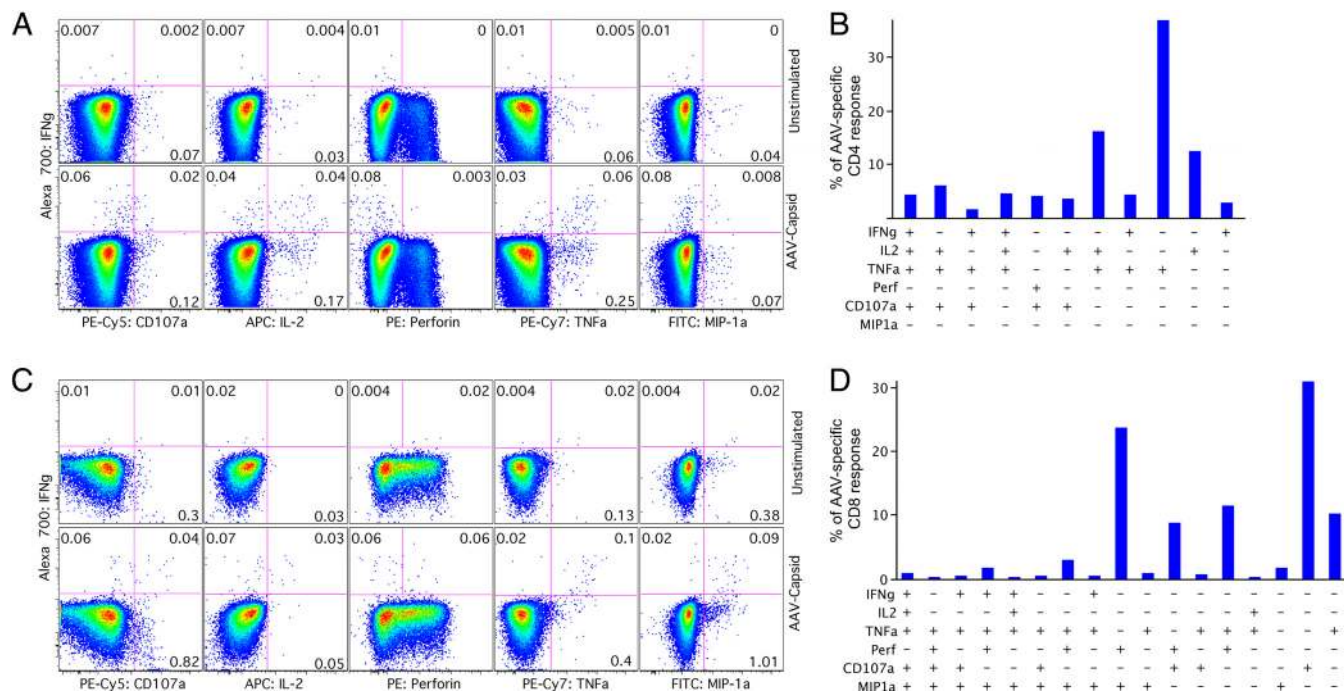 A
0.007 0.002 0.007 0.004 0.01 0 0.01 0.005 0.01 0
0.07 0.03 0.06 0.04
Unstimulated
0.06 0.02 0.04 0.04 0.08 0.003 0.03 0.06 0.08 0.008
0.12 0.17 0.25 0.07
AAV-Capsid
Alexa 700: IFNg
PE-Cy5: CD107a APC: IL-2 PE: Perforin PE-Cy7: TNFa FITC: MIP-1a
B
% of AAV-specific
CD4 response
30
20
10
IFNg + – + + – – – + – – +
IL2 + + – + – + + – – + –
TNFa + + + + – – + + + – –
Perf – – – – + – – – – – –
CD107a + + + – + + – – – – –
MIP1a – – – – – – – – – – –
C
0.01 0.01 0.02 0 0.004 0.02 0.004 0.02 0.004 0.02
0.3 0.03 0.13 0.38
Unstimulated
0.06 0.04 0.07 0.03 0.06 0.06 0.02 0.1 0.02 0.09
0.82 0.05 0.4 1.01
AAV-Capsid
Alexa 700: IFNg
PE-Cy5: CD107a APC: IL-2 PE: Perforin PE-Cy7: TNFa FITC: MIP-1a
D
% of AAV-specific
CD8 response
30
20
10
0
IFNg + – + + + – – + – – – – – – – – –
IL2 + – – – + – – – – – – – – + – – –
TNFa + + + + + + + + – + – + + + – – +
Perf – + – + – – + – + – + – + – – – –
CD107a + + + – – + – – – – + + – – – + –
MIP1a + + + + + + + + + + – – – – + – –